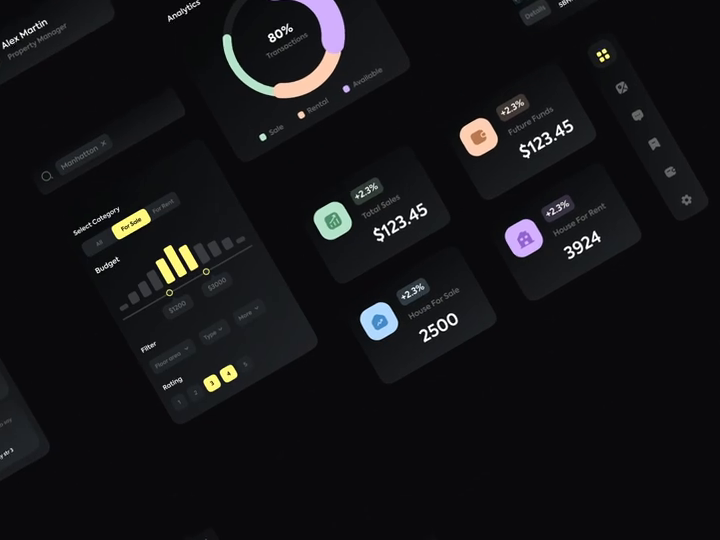 Alex Martin
Property Manager
Analytics
80%
Transactions
Sale
Rental
Available
Details
Manhattan ×
Select Category
All
For Sale
For Rent
Budget
$1200
$3000
Filter
Floor area
Type
More
Rating
1
2
3
4
5
+2.3%
Total Sales
$123.45
+2.3%
Future Funds
$123.45
+2.3%
House For Sale
2500
+2.3%
House For Rent
3924